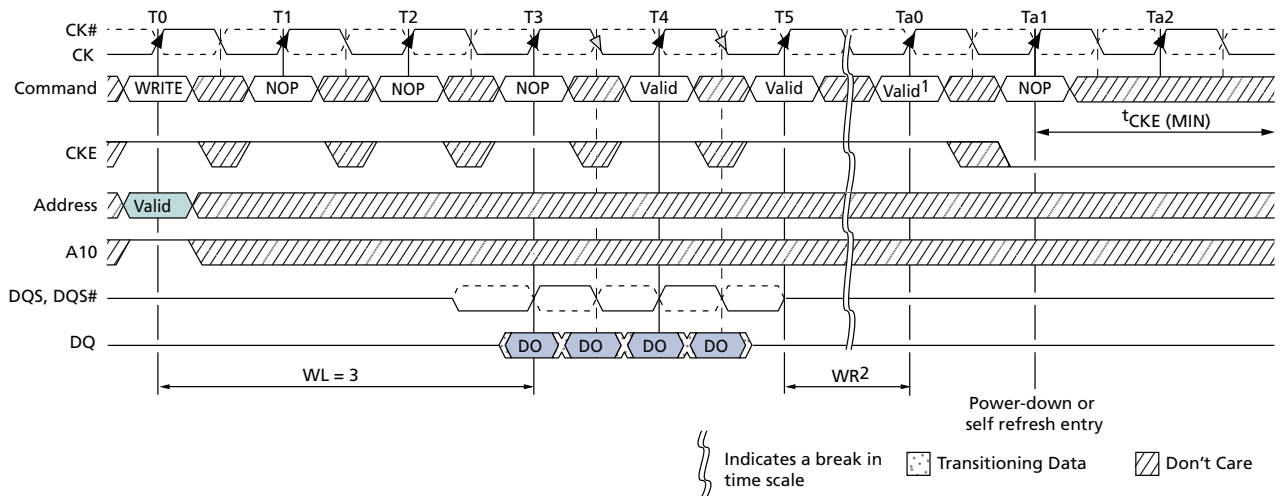 T0 T1 T2 T3 T4 T5 Ta0 Ta1 Ta2
CK#
CK
Command WRITE NOP NOP NOP Valid Valid Valid1 NOP
tCKE (MIN)
CKE
Address Valid
A10
DQS, DQS#
DQ DO DO DO DO
WL = 3 WR2
Power-down or
self refresh entry
Indicates a break in
time scale
Transitioning Data
Don't Care